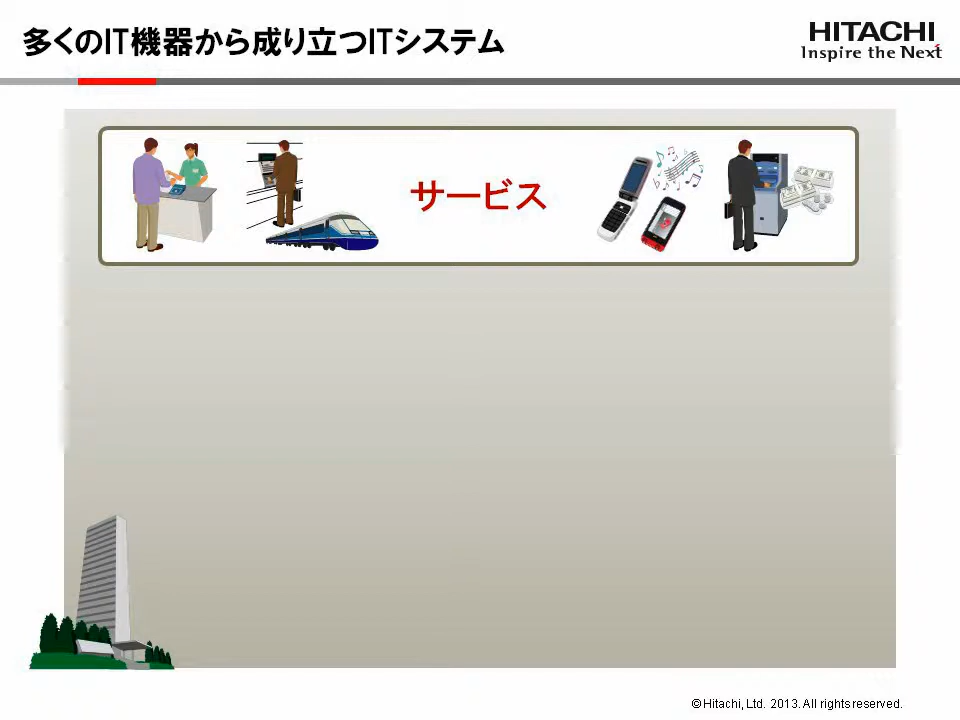 多くのIT機器から成り立つITシステム
HITACHI
Inspire the Next
サービス
© Hitachi, Ltd. 2013. All rights reserved.